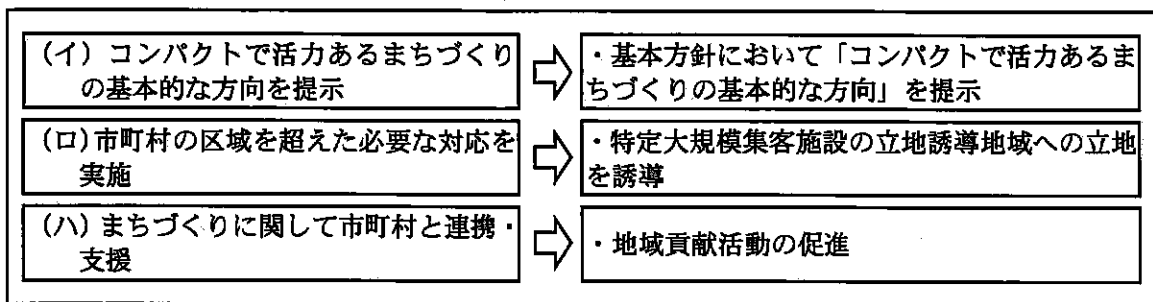 (イ) コンパクトで活力あるまちづくり
の基本的な方向を提示
・基本方針において「コンパクトで活力あるま
ちづくりの基本的な方向」を提示
(ロ)市町村の区域を超えた必要な対応を
実施
・特定大規模集客施設の立地誘導地域への立地
を誘導
(ハ) まちづくりに関して市町村と連携・
支援
・地域貢献活動の促進